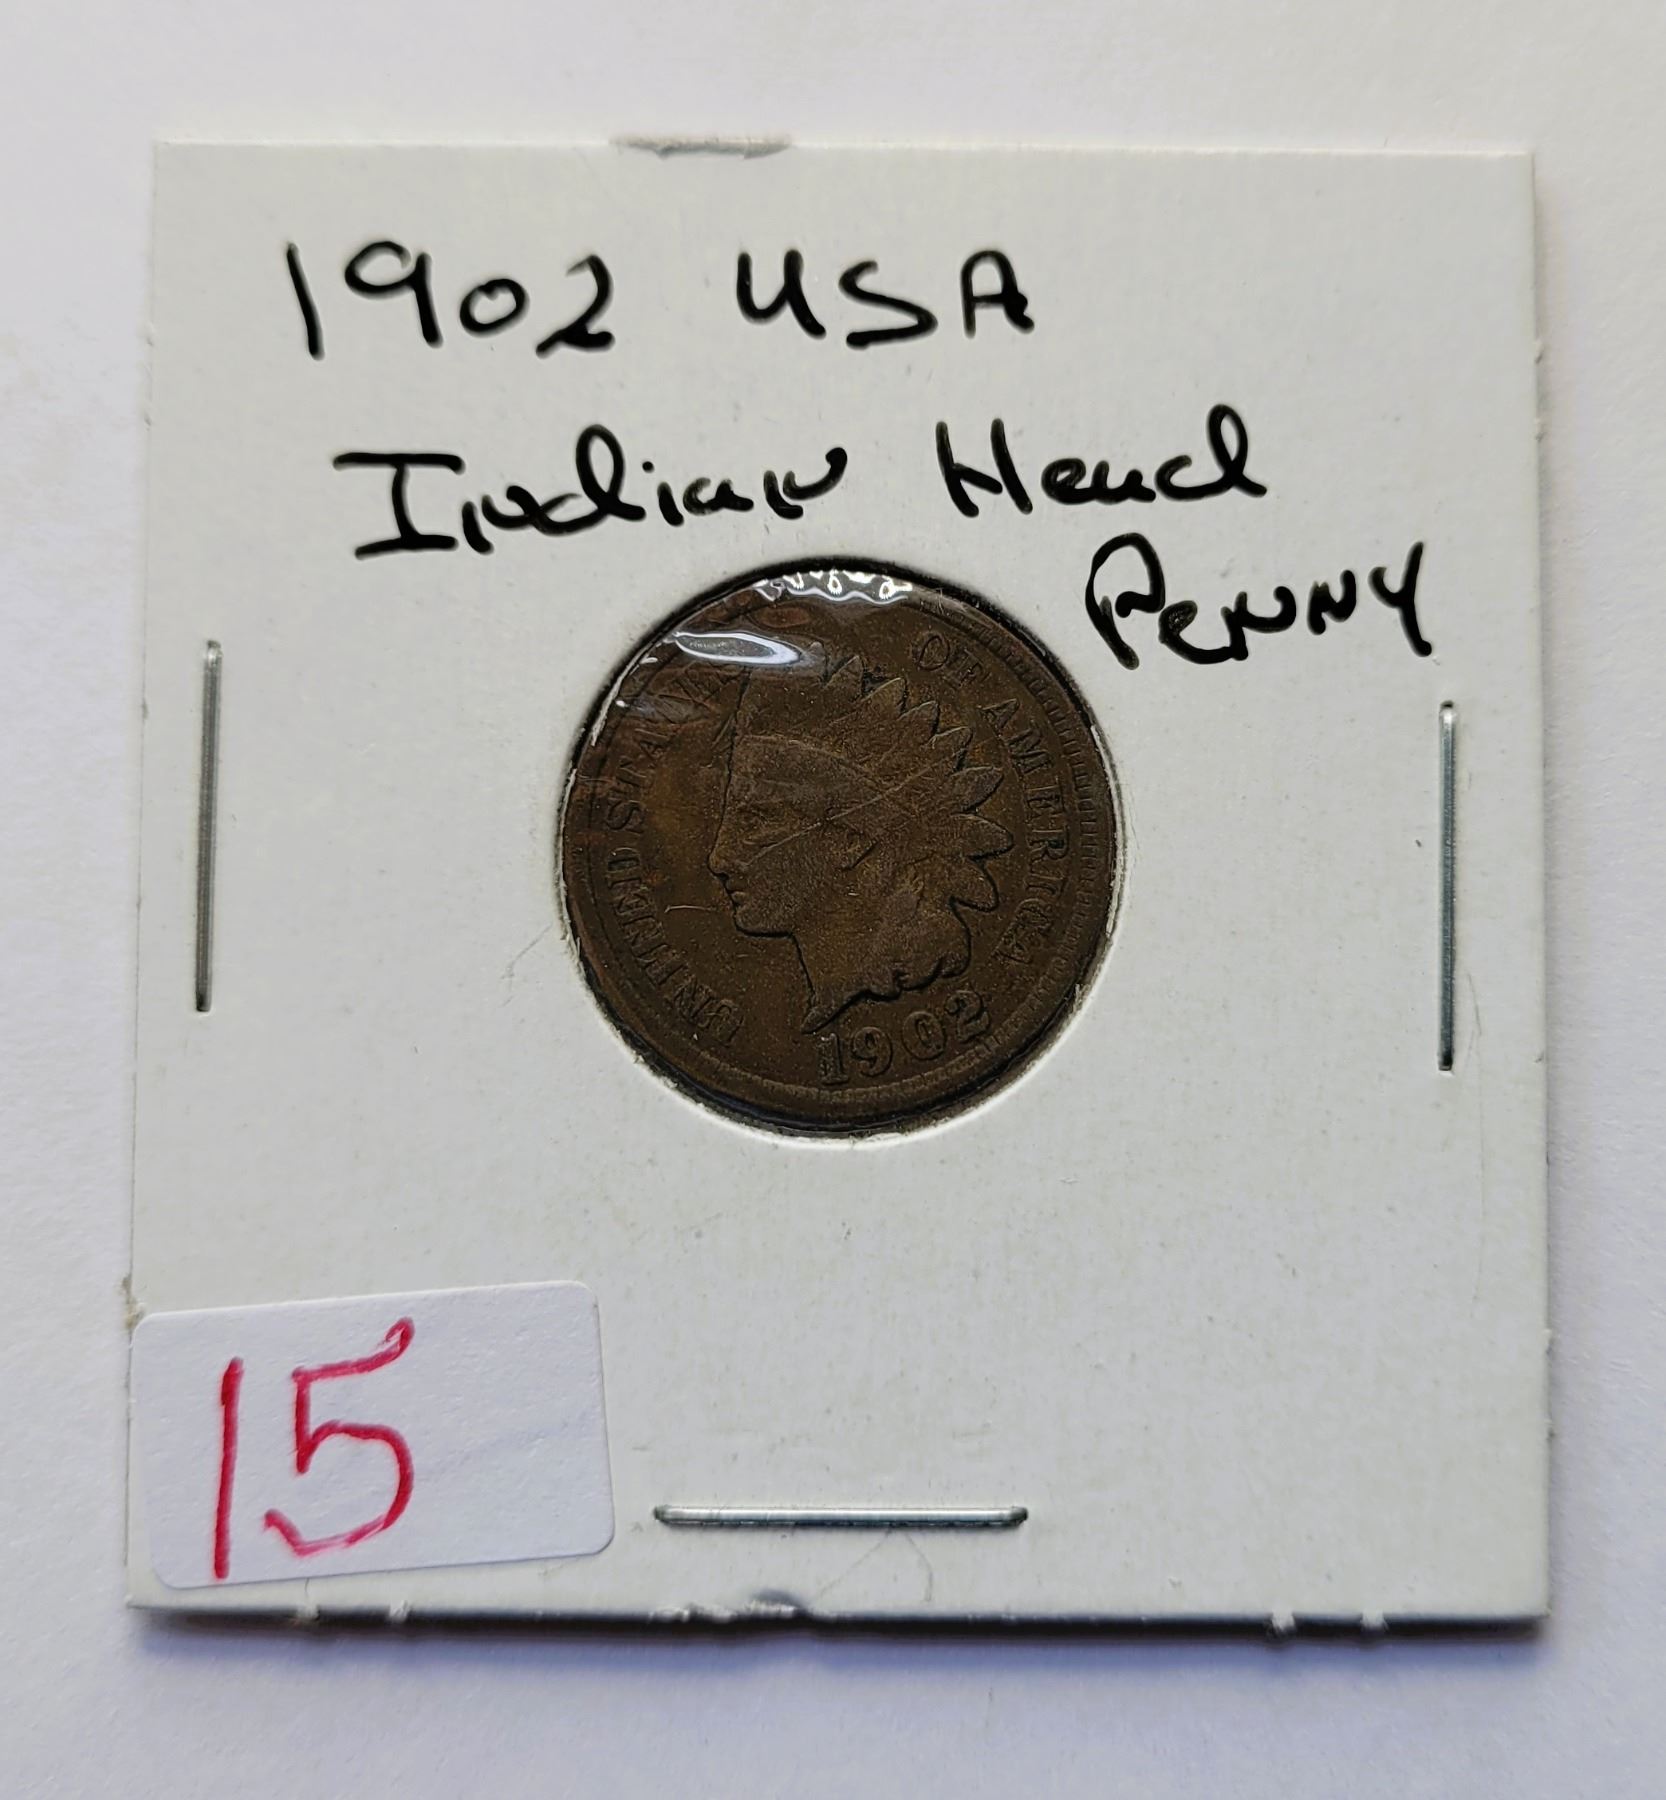 1902 USA
Indian Head
Penny
UNITED STATES OF AMERICA
1902
15